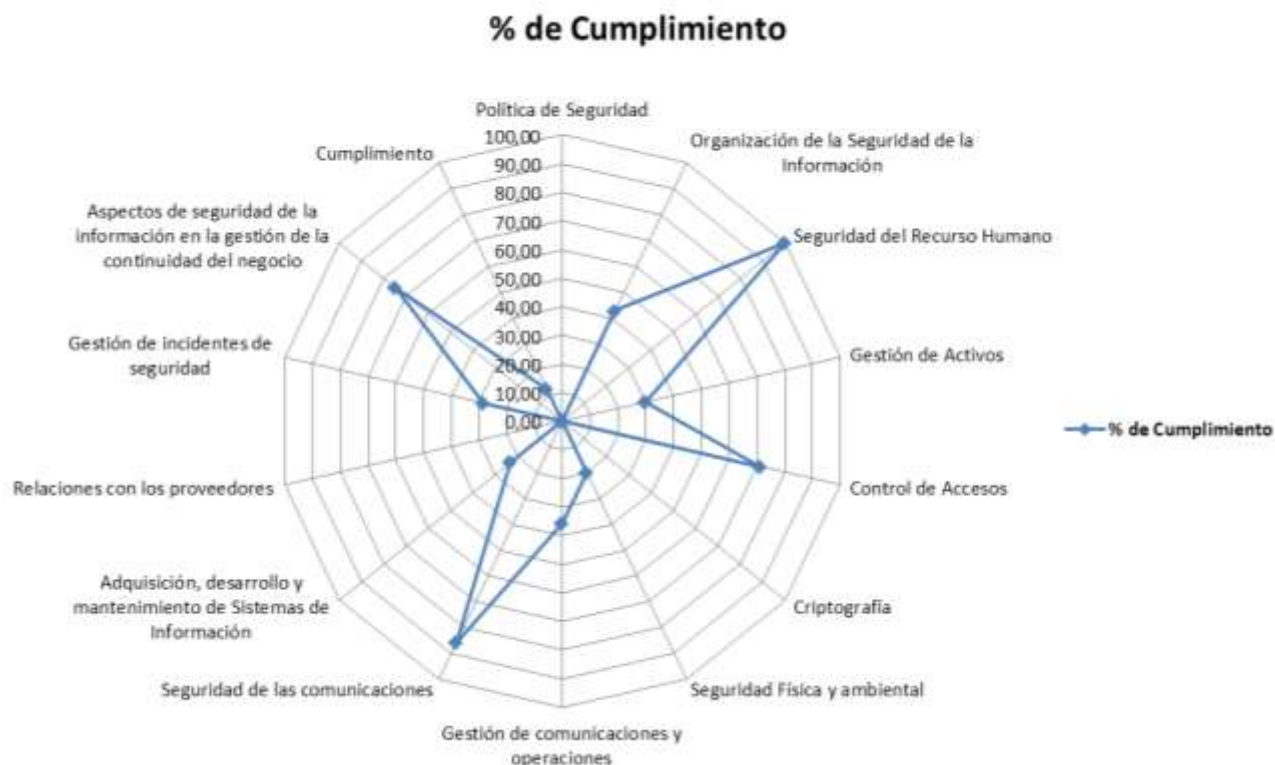 % de Cumplimiento
Política de Seguridad
Organización de la Seguridad de la
Información
Seguridad del Recurso Humano
Gestión de Activos
Control de Accesos
Criptografía
Seguridad Física y ambiental
Gestión de comunicaciones y
operaciones
Seguridad de las comunicaciones
Adquisición, desarrollo y
mantenimiento de Sistemas de
Información
Relaciones con los proveedores
Gestión de incidentes de
seguridad
Aspectos de seguridad de la
información en la gestión de la
continuidad del negocio
Cumplimiento
100,00
90,00
80,00
70,00
60,00
50,00
40,00
30,00
20,00
10,00
0,00
% de Cumplimiento